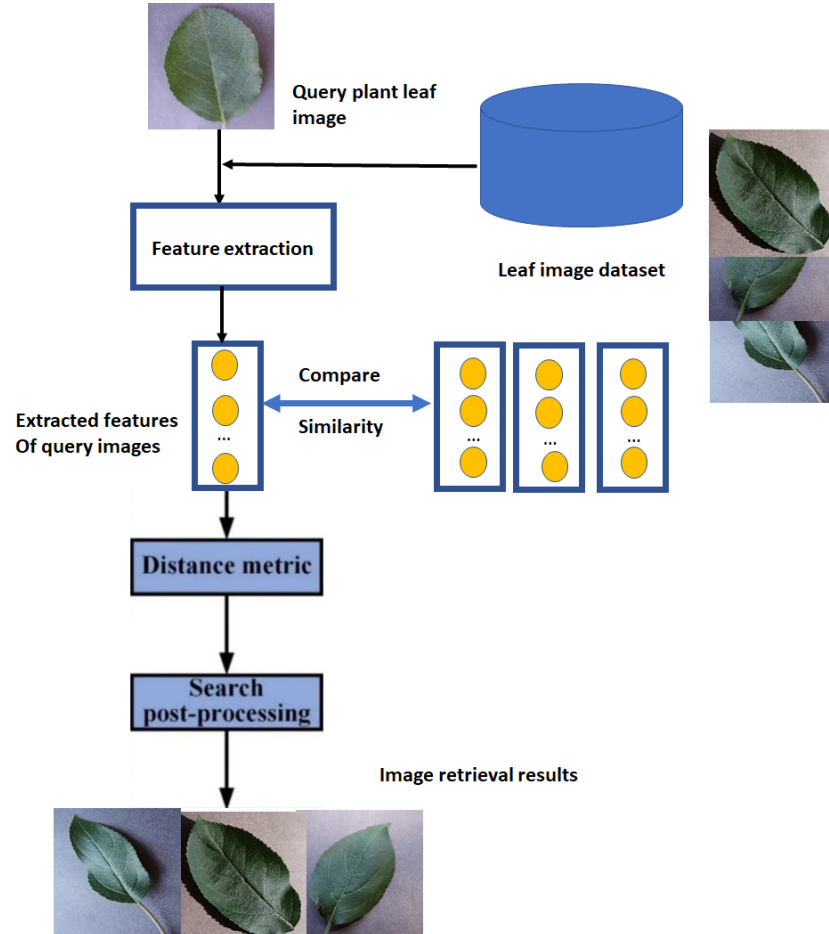 Query plant leaf
image
Feature extraction
Leaf image dataset
Compare
Similarity
Extracted features
Of query images
...
...
...
...
Distance metric
Search
post-processing
Image retrieval results